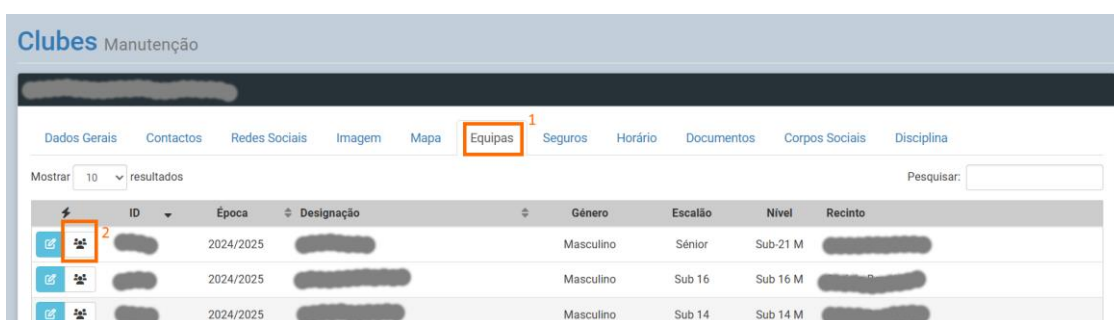 Clubes Manutenção
Dados Gerais Contactos Redes Sociais Imagem Mapa Equipas 1 Seguros Horário Documentos Corpos Sociais Disciplina
Mostrar 10 resultados Pesquisar:
ID Época Designação Género Escalão Nível Recinto
2 2024/2025 Masculino Sénior Sub-21 M
2024/2025 Masculino Sub 16 Sub 16 M
2024/2025 Masculino Sub 14 Sub 14 M